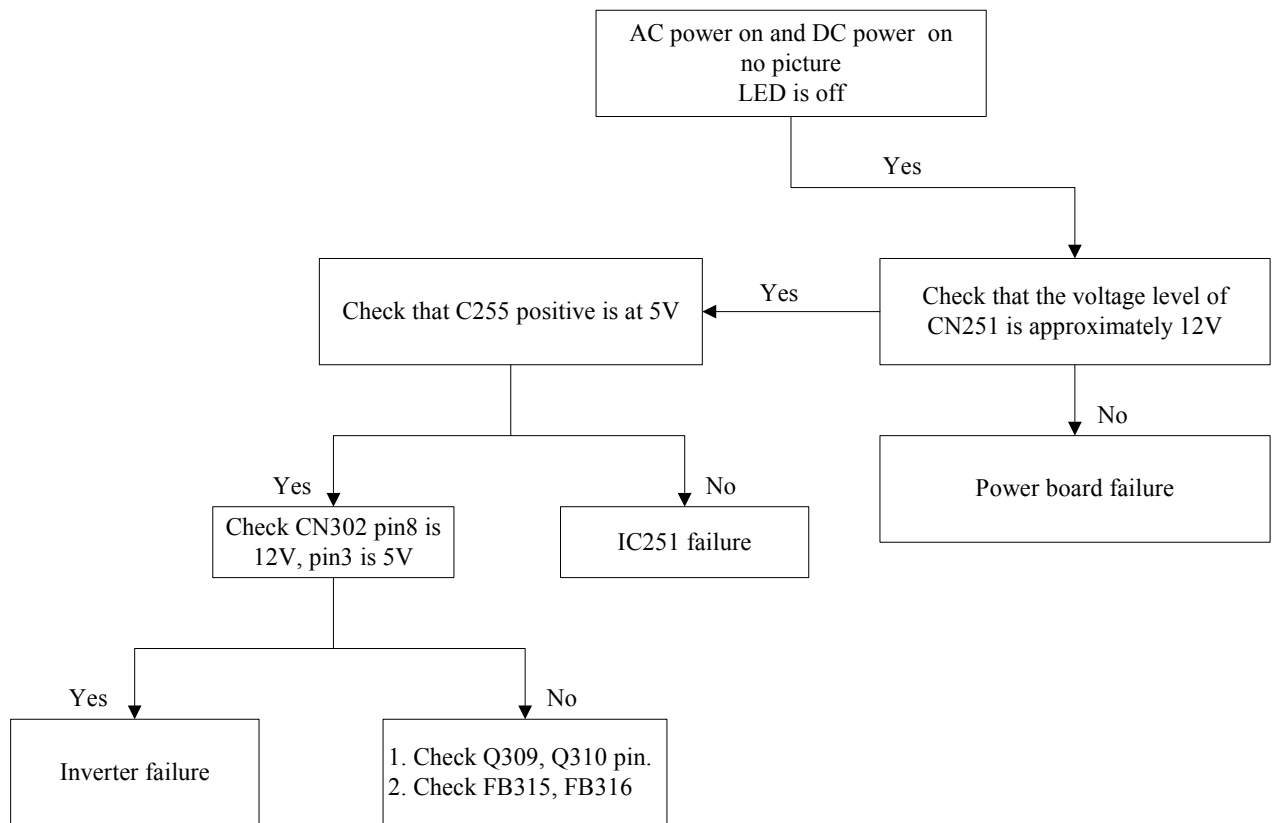 AC power on and DC power on
no picture
LED is off
Yes
Check that the voltage level of
CN251 is approximately 12V
Yes
Check that C255 positive is at 5V
No
Power board failure
Yes
No
Check CN302 pin8 is
12V, pin3 is 5V
IC251 failure
Yes
No
Inverter failure
1. Check Q309, Q310 pin.
2. Check FB315, FB316